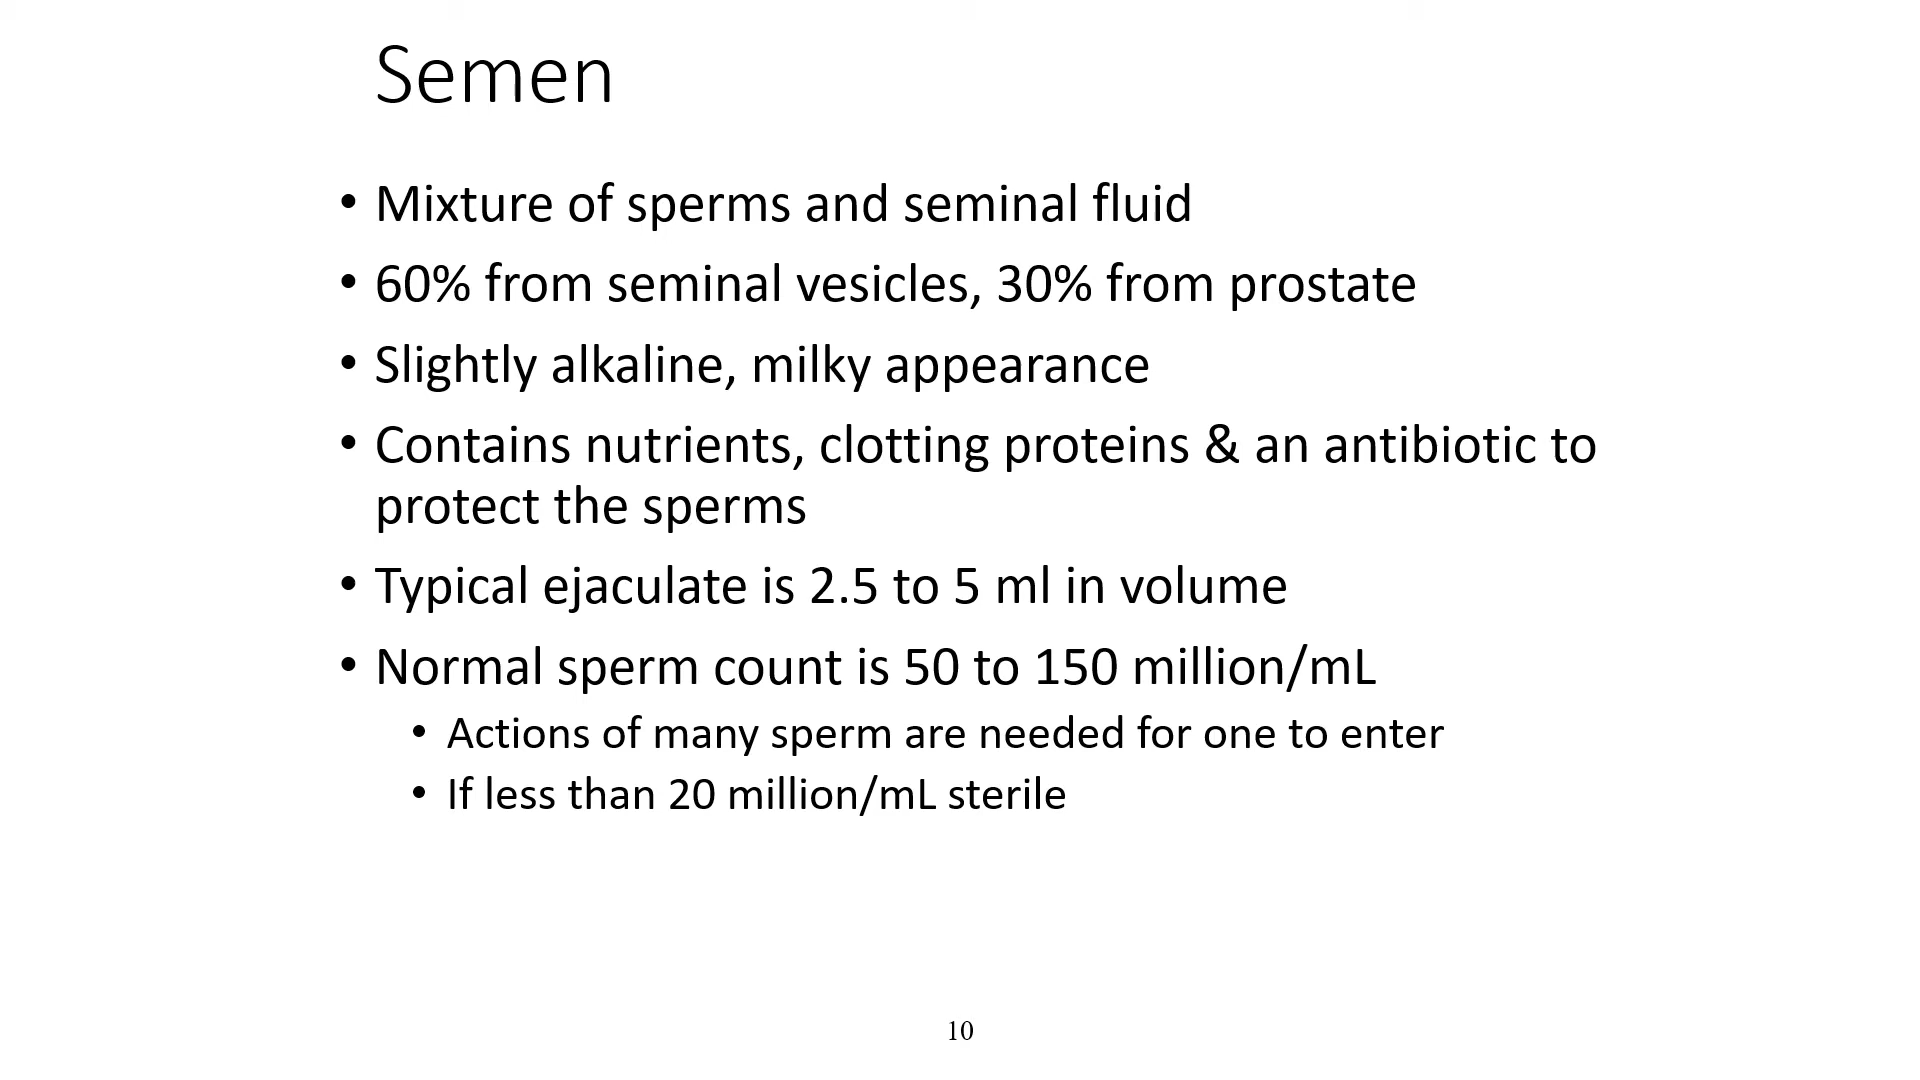 Semen
• Mixture of sperms and seminal fluid
• 60% from seminal vesicles, 30% from prostate
• Slightly alkaline, milky appearance
• Contains nutrients, clotting proteins & an antibiotic to
protect the sperms
• Typical ejaculate is 2.5 to 5 ml in volume
• Normal sperm count is 50 to 150 million/mL
• Actions of many sperm are needed for one to enter
• If less than 20 million/mL sterile
10